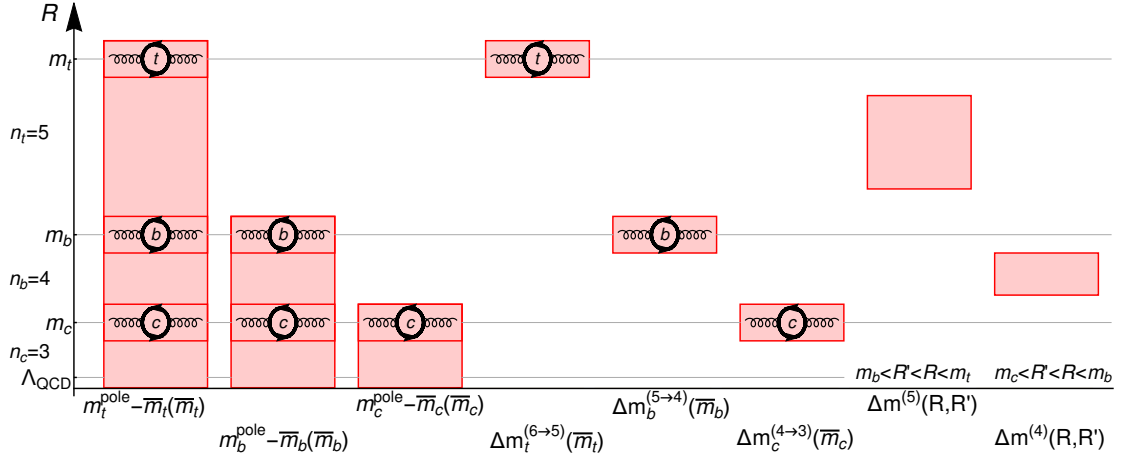 R
m_t
t
t
n_t=5
m_b
b
b
b
n_b=4
m_c
c
c
c
c
n_c=3
Λ_QCD
m_b<R'<R<m_t
m_c<R'<R<m_b
m_t^pole−m̅_t(m̅_t)
m_c^pole−m̅_c(m̅_c)
Δm_b^(5→4)(m̅_b)
Δm^(5)(R,R')
m_b^pole−m̅_b(m̅_b)
Δm_t^(6→5)(m̅_t)
Δm_c^(4→3)(m̅_c)
Δm^(4)(R,R')